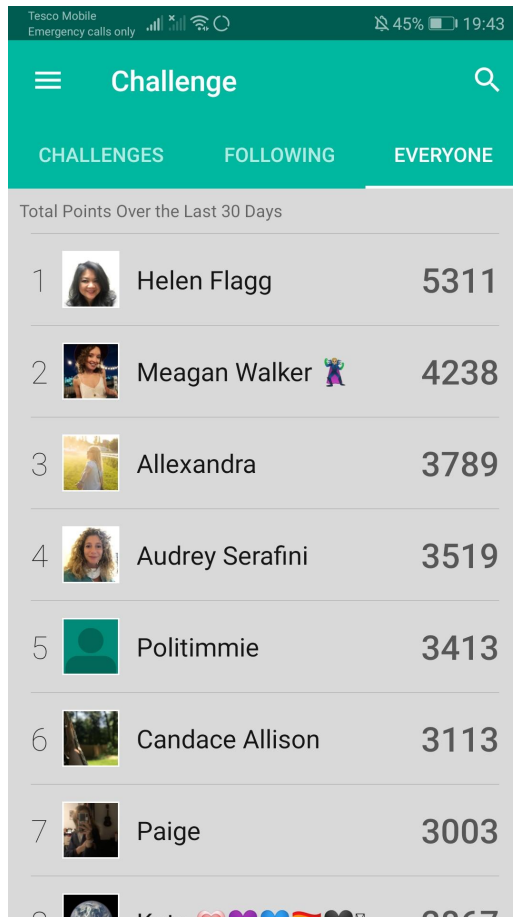 Tesco Mobile
Emergency calls only
45% 19:43
Challenge
CHALLENGES FOLLOWING EVERYONE
Total Points Over the Last 30 Days
1 Helen Flagg 5311
2 Meagan Walker 🦹‍♀️ 4238
3 Allexandra 3789
4 Audrey Serafini 3519
5 Politimmie 3413
6 Candace Allison 3113
7 Paige 3003